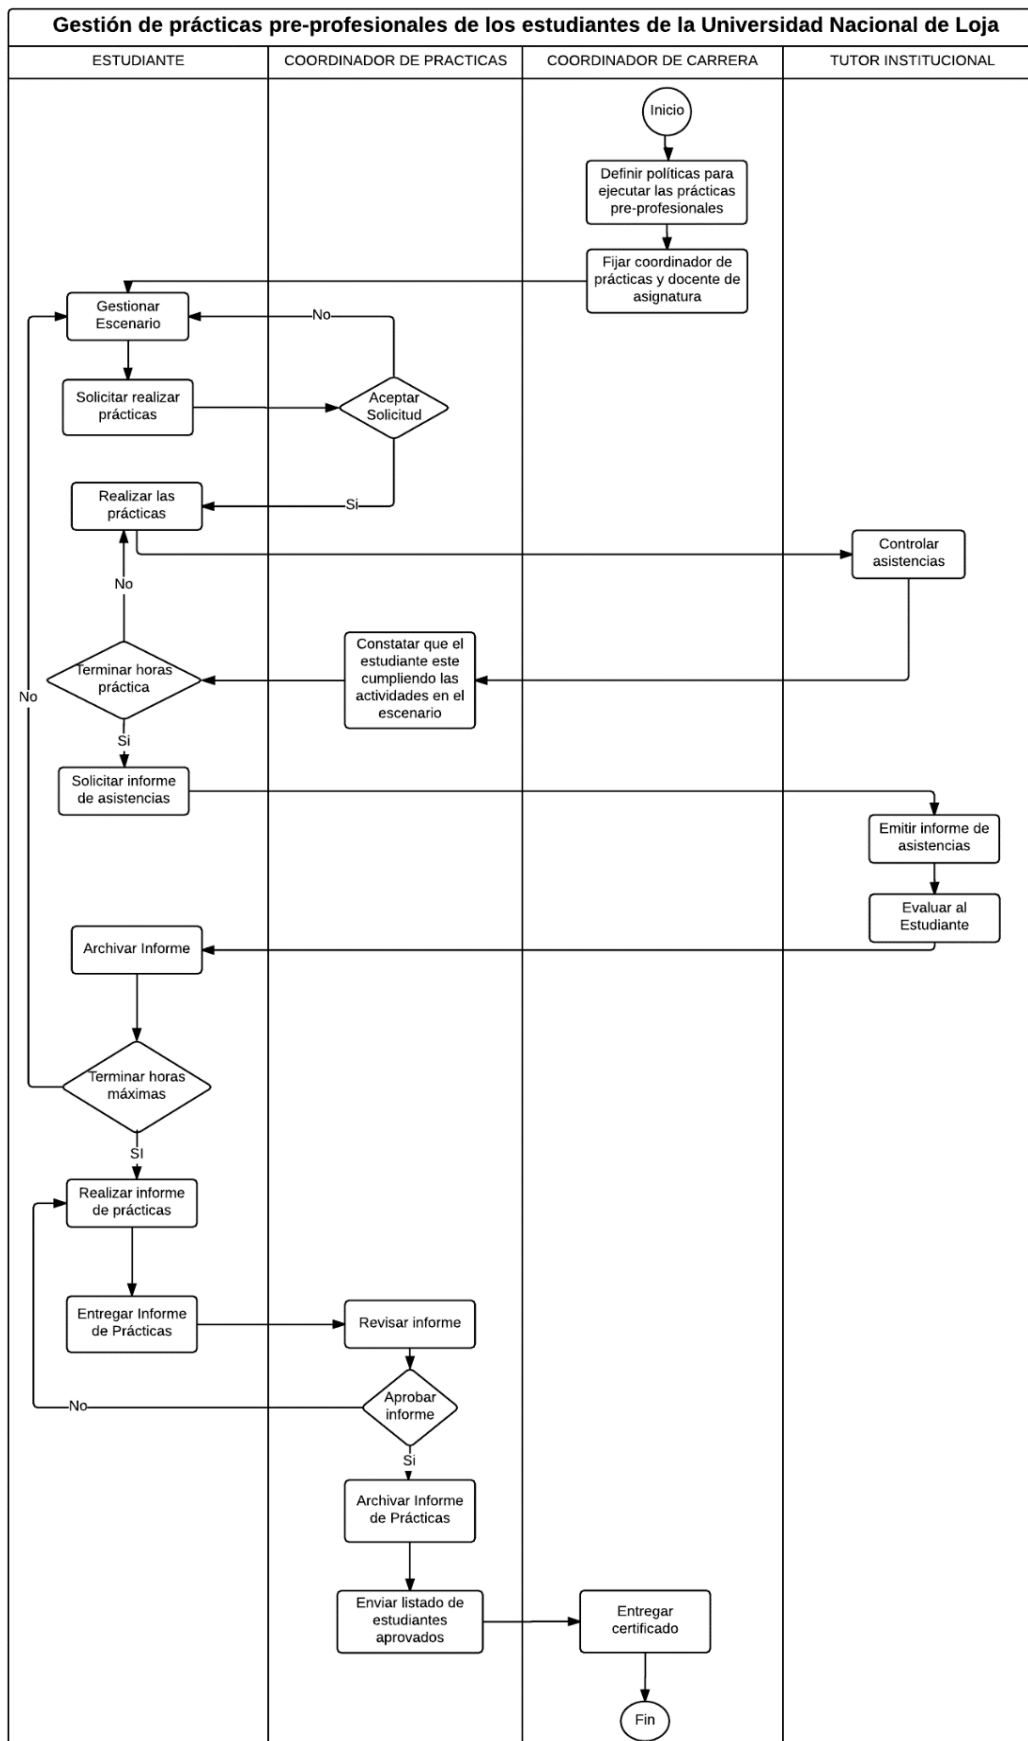 Gestión de prácticas pre-profesionales de los estudiantes de la Universidad Nacional de Loja
ESTUDIANTE
COORDINADOR DE PRACTICAS
COORDINADOR DE CARRERA
TUTOR INSTITUCIONAL
Inicio
Definir políticas para
ejecutar las prácticas
pre-profesionales
Fijar coordinador de
prácticas y docente de
asignatura
Gestionar
Escenario
No
Solicitar realizar
prácticas
Aceptar
Solicitud
Si
Realizar las
prácticas
Controlar
asistencias
No
Constatar que el
estudiante este
cumpliendo las
actividades en el
escenario
Terminar horas
práctica
No
Si
Solicitar informe
de asistencias
Emitir informe de
asistencias
Evaluar al
Estudiante
Archivar Informe
Terminar horas
máximas
SI
Realizar informe
de prácticas
Entregar Informe
de Prácticas
Revisar informe
Aprobar
informe
No
Si
Archivar Informe
de Prácticas
Enviar listado de
estudiantes
aprovados
Entregar
certificado
Fin